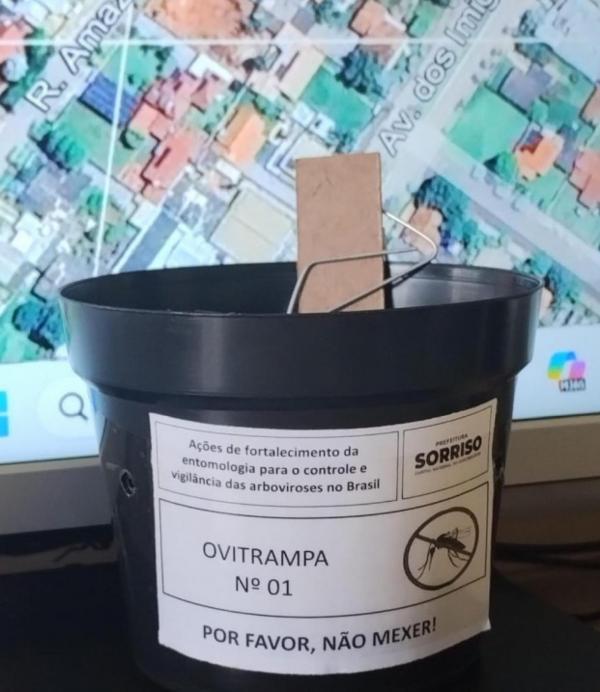 R. Amaz
Av. dos Imig
Ações de fortalecimento da
entomologia para o controle e
vigilância das arboviroses no Brasil
PREFEITURA
SORRISO
OVITRAMPA
Nº 01
POR FAVOR, NÃO MEXER!
M365